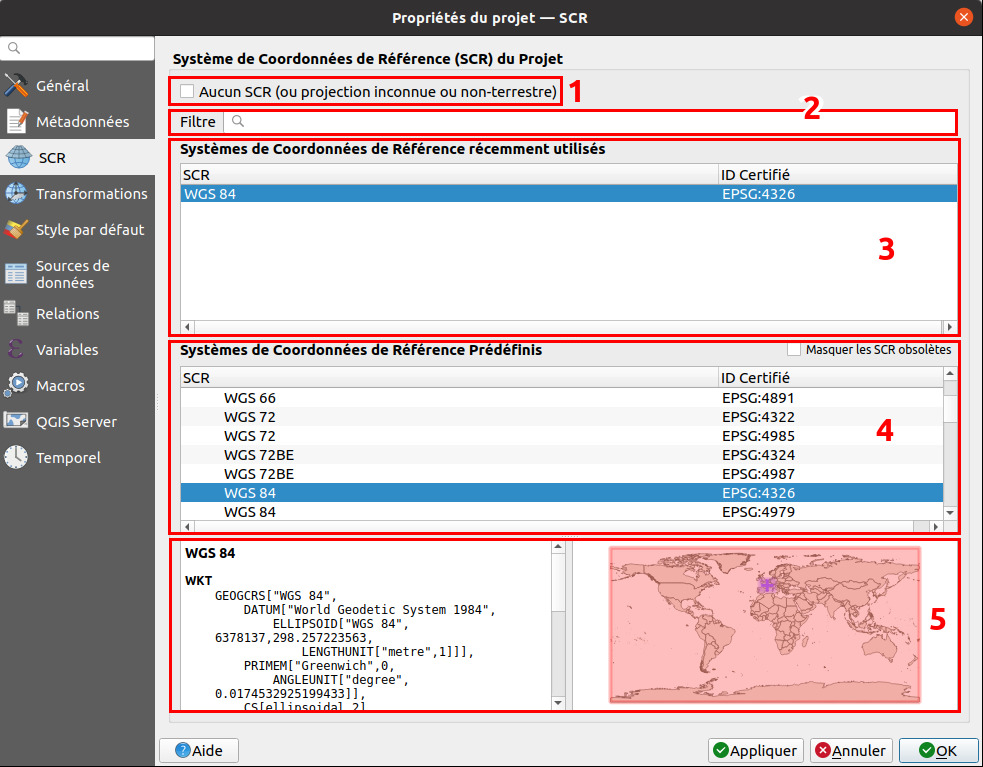 Propriétés du projet — SCR
Général
Métadonnées
SCR
Transformations
Style par défaut
Sources de
données
Relations
Variables
Macros
QGIS Server
Temporel
Système de Coordonnées de Référence (SCR) du Projet
Aucun SCR (ou projection inconnue ou non-terrestre) 1
Filtre 2
Systèmes de Coordonnées de Référence récemment utilisés
SCR ID Certifié
WGS 84 EPSG:4326
3
Systèmes de Coordonnées de Référence Prédéfinis Masquer les SCR obsolètes
SCR ID Certifié
WGS 66 EPSG:4891
WGS 72 EPSG:4322
WGS 72 EPSG:4985
WGS 72BE EPSG:4324
WGS 72BE EPSG:4987
WGS 84 EPSG:4326
WGS 84 EPSG:4979
4
WGS 84
WKT
GEOGCRS["WGS 84",
DATUM["World Geodetic System 1984",
ELLIPSOID["WGS 84",
6378137,298.257223563,
LENGTHUNIT["metre",1]]],
PRIMEM["Greenwich",0,
ANGLEUNIT["degree",
0.0174532925199433]],
CS[ellipsoidal,2]
5
Aide
Appliquer
Annuler
OK